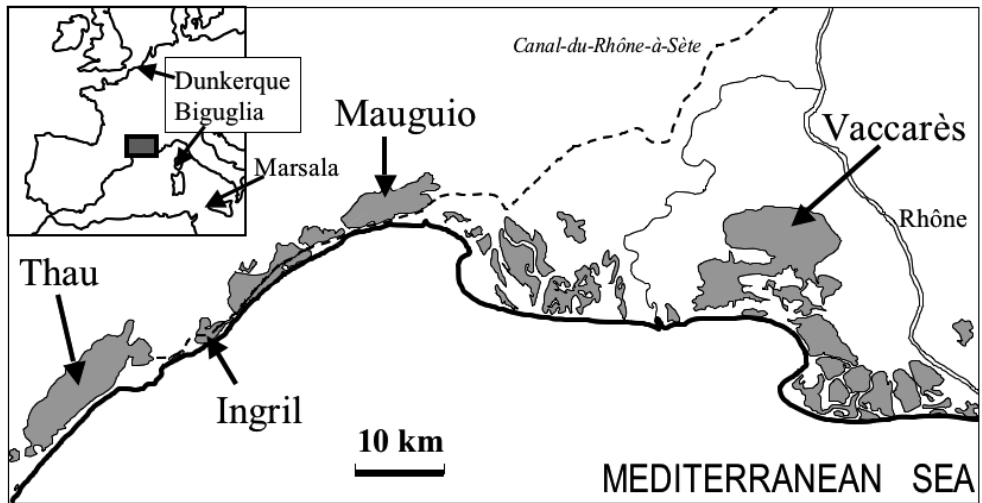 Canal-du-Rhône-à-Sète
Dunkerque
Biguglia
Mauguio
Vaccarès
Marsala
Rhône
Thau
Ingril
10 km
MEDITERRANEAN SEA